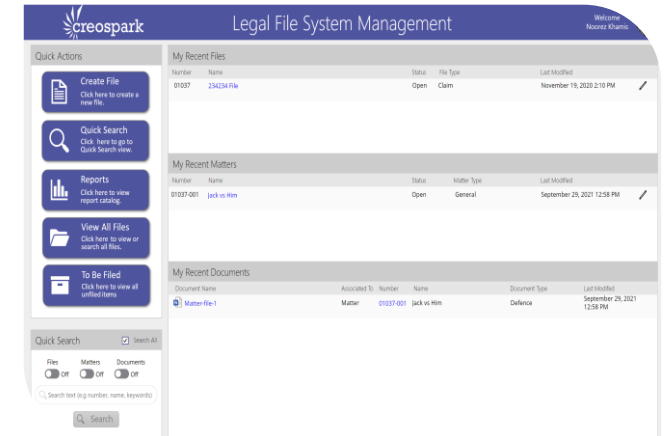 creospark
Legal File System Management
Welcome
Noorez Khamis
Quick Actions
Create File
Click here to create a
new file.
Quick Search
Click here to go to
Quick Search view.
Reports
Click here to view
report catalog.
View All Files
Click here to view or
search all files.
To Be Filed
Click here to view all
unfiled items
Quick Search
Search All
Files Matters Documents
Off Off Off
Search text (e.g number, name, keywords)
Search
My Recent Files
Number Name Status File Type Last Modified
01037 234234 File Open Claim November 19, 2020 2:10 PM
My Recent Matters
Number Name Status Matter Type Last Modified
01037-001 Jack vs Him Open General September 29, 2021 12:58 PM
My Recent Documents
Document Name Associated To Number Name Document Type Last Modified
Matter-file-1 Matter 01037-001 Jack vs Him Defence September 29, 2021
12:58 PM